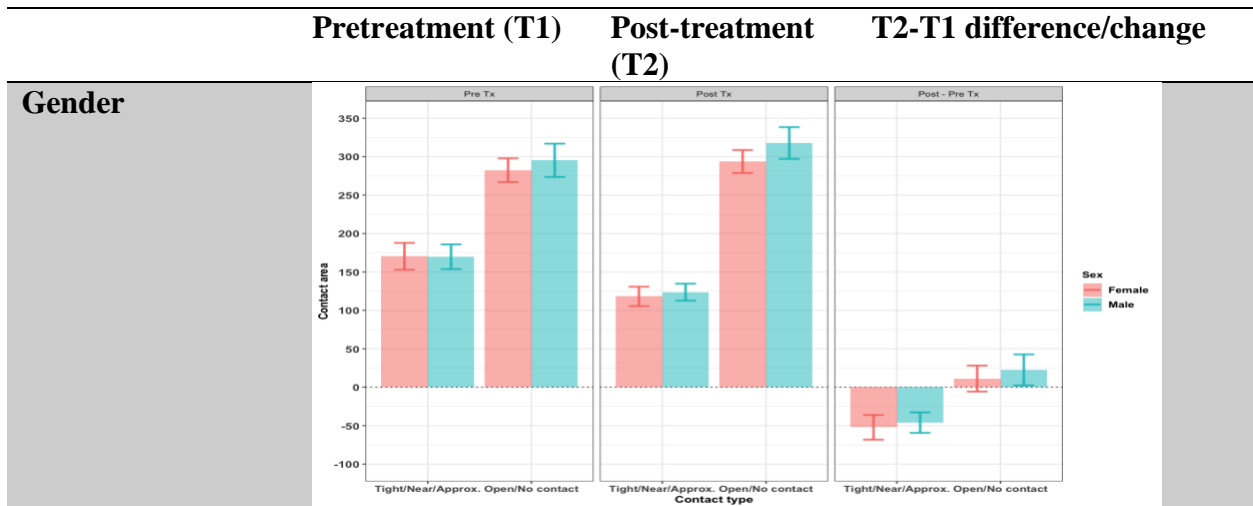 Pretreatment (T1) Post-treatment T2-T1 difference/change
(T2)
Gender
Pre Tx Post Tx Post - Pre Tx
350
300
250
200
150
100
50
0
-50
-100
Contact area
Sex
Female
Male
Tight/Near/Approx. Open/No contact Tight/Near/Approx. Open/No contact Tight/Near/Approx. Open/No contact
Contact type